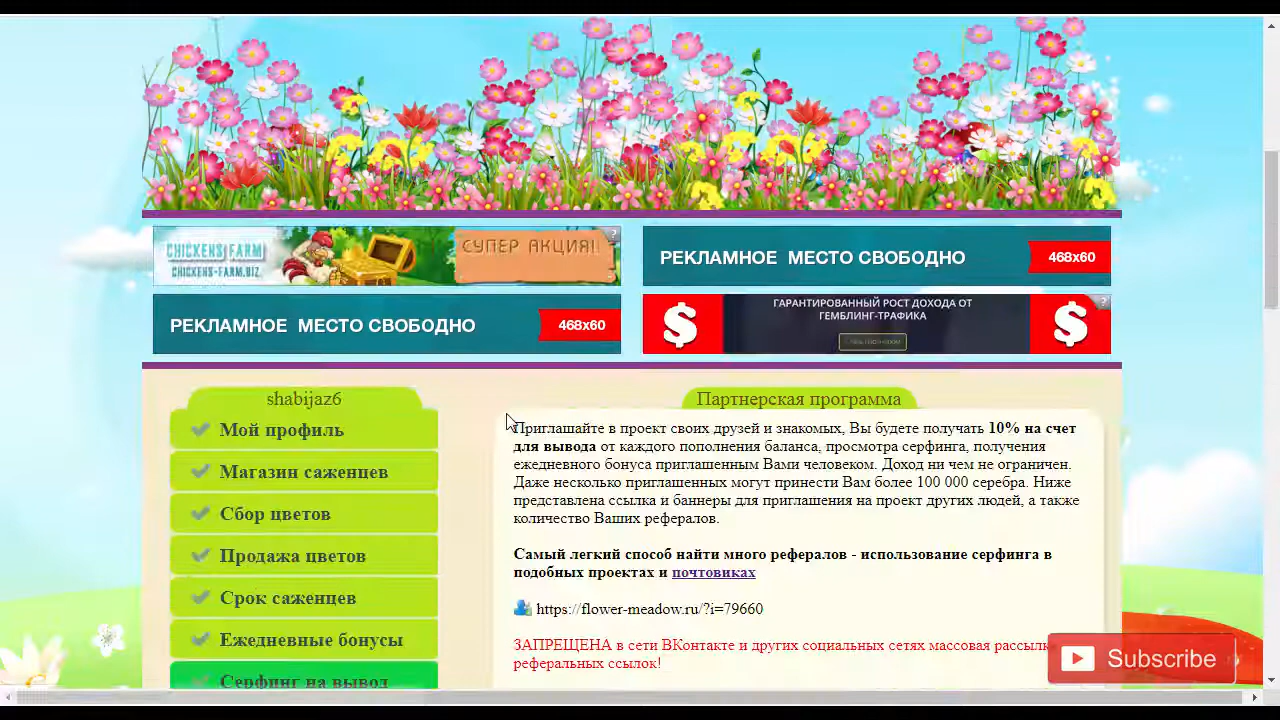 CHICKENS FARM
CHICKENS-FARM.BIZ
СУПЕР АКЦИЯ!!
?
РЕКЛАМНОЕ МЕСТО СВОБОДНО
468x60
РЕКЛАМНОЕ МЕСТО СВОБОДНО
468x60
$
ГАРАНТИРОВАННЫЙ РОСТ ДОХОДА ОТ
ГЕМБЛИНГ-ТРАФИКА
$
?
shabijaz6
Мой профиль
Магазин саженцев
Сбор цветов
Продажа цветов
Срок саженцев
Ежедневные бонусы
Серфинг на вывод
Партнерская программа
Приглашайте в проект своих друзей и знакомых, Вы будете получать 10% на счет
для вывода от каждого пополнения баланса, просмотра серфинга, получения
ежедневного бонуса приглашенным Вами человеком. Доход ни чем не ограничен.
Даже несколько приглашенных могут принести Вам более 100 000 серебра. Ниже
представлена ссылка и баннеры для приглашения на проект других людей, а также
количество Ваших рефералов.
Самый легкий способ найти много рефералов - использование серфинга в
подобных проектах и почтовиках
https://flower-meadow.ru/?i=79660
ЗАПРЕЩЕНА в сети ВКонтакте и других социальных сетях массовая рассылк
реферальных ссылок!
Subscribe